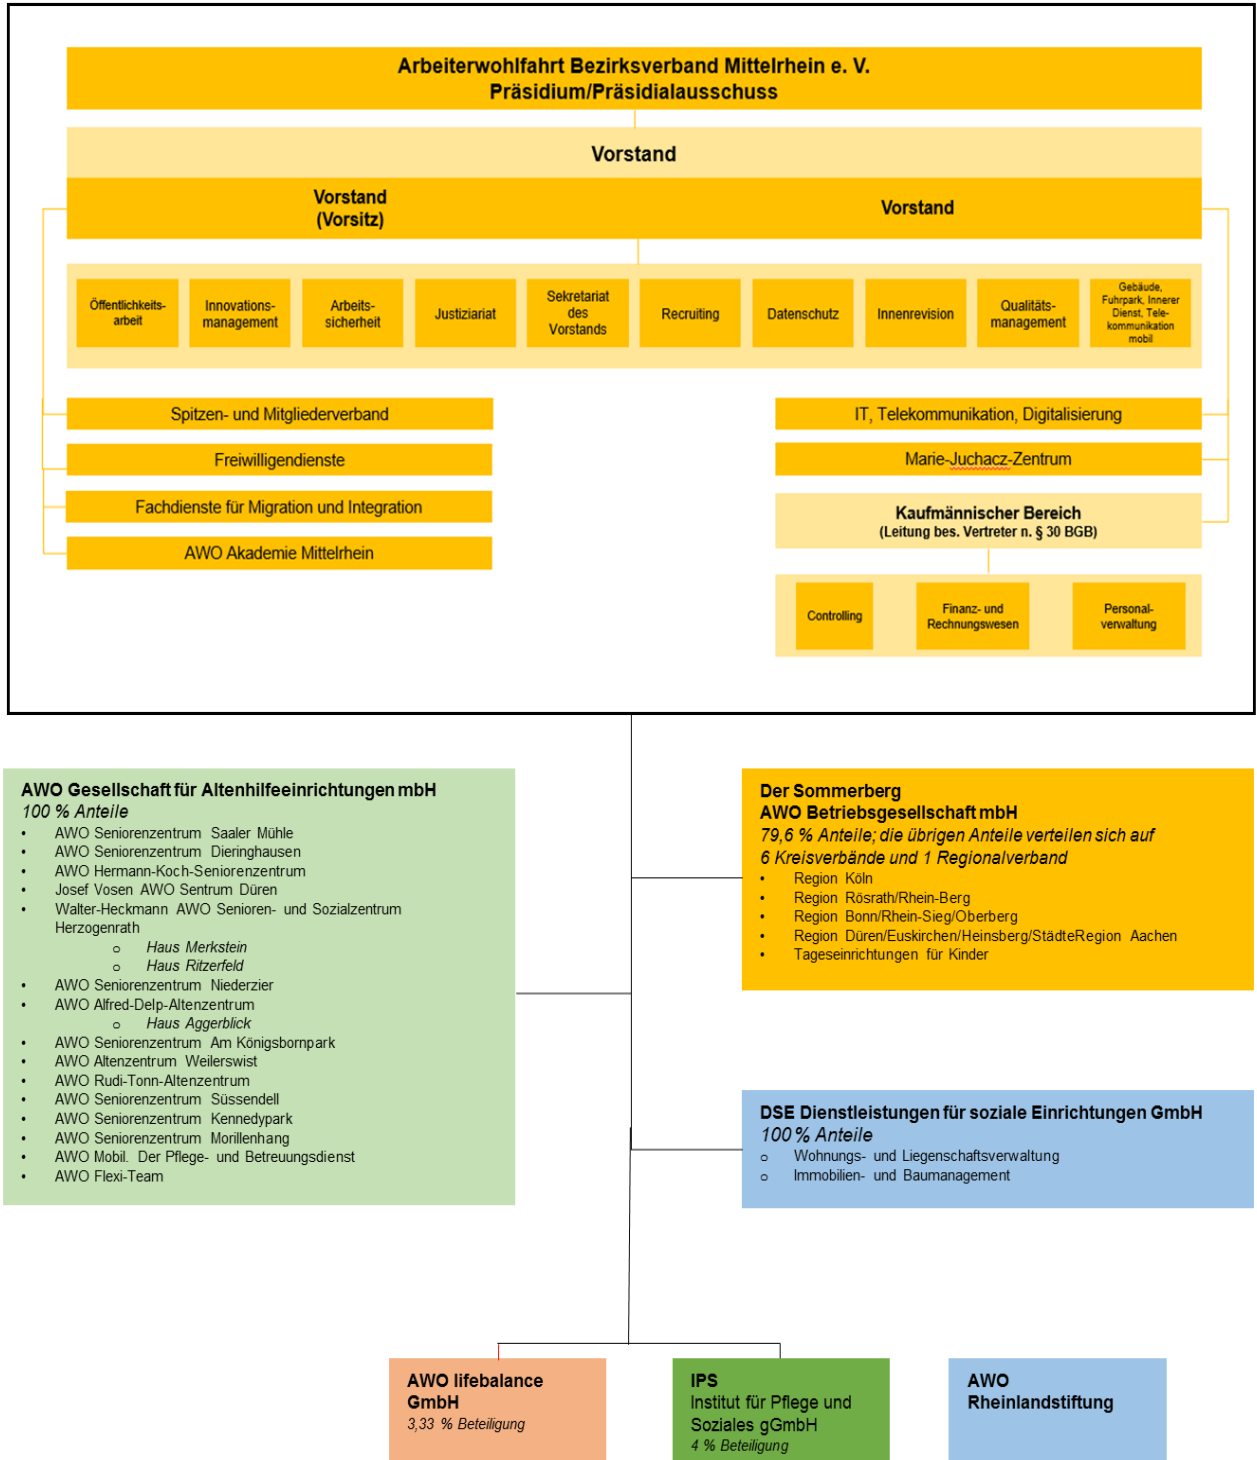 Arbeiterwohlfahrt Bezirksverband Mittelrhein e. V.
Präsidium/Präsidialausschuss
Vorstand
Vorstand
(Vorsitz)
Vorstand
Öffentlichkeits-
arbeit
Innovations-
management
Arbeits-
sicherheit
Justiziariat
Sekretariat
des
Vorstands
Recruiting
Datenschutz
Innenrevision
Qualitäts-
management
Gebäude,
Fuhrpark, Innerer
Dienst, Tele-
kommunikation
mobil
Spitzen- und Mitgliederverband
Freiwilligendienste
Fachdienste für Migration und Integration
AWO Akademie Mittelrhein
IT, Telekommunikation, Digitalisierung
Marie-Juchacz-Zentrum
Kaufmännischer Bereich
(Leitung bes. Vertreter n. § 30 BGB)
Controlling
Finanz- und
Rechnungswesen
Personal-
verwaltung
AWO Gesellschaft für Altenhilfeeinrichtungen mbH
100 % Anteile
• AWO Seniorenzentrum Saaler Mühle
• AWO Seniorenzentrum Dieringhausen
• AWO Hermann-Koch-Seniorenzentrum
• Josef Vosen AWO Sentrum Düren
• Walter-Heckmann AWO Senioren- und Sozialzentrum
Herzogenrath
o Haus Merkstein
o Haus Ritzerfeld
• AWO Seniorenzentrum Niederzier
• AWO Alfred-Delp-Altenzentrum
o Haus Aggerblick
• AWO Seniorenzentrum Am Königsbornpark
• AWO Altenzentrum Weilerswist
• AWO Rudi-Tonn-Altenzentrum
• AWO Seniorenzentrum Süssendell
• AWO Seniorenzentrum Kennedypark
• AWO Seniorenzentrum Morillenhang
• AWO Mobil. Der Pflege- und Betreuungsdienst
• AWO Flexi-Team
Der Sommerberg
AWO Betriebsgesellschaft mbH
79,6 % Anteile; die übrigen Anteile verteilen sich auf
6 Kreisverbände und 1 Regionalverband
• Region Köln
• Region Rösrath/Rhein-Berg
• Region Bonn/Rhein-Sieg/Oberberg
• Region Düren/Euskirchen/Heinsberg/StädteRegion Aachen
• Tageseinrichtungen für Kinder
DSE Dienstleistungen für soziale Einrichtungen GmbH
100 % Anteile
o Wohnungs- und Liegenschaftsverwaltung
o Immobilien- und Baumanagement
AWO lifebalance
GmbH
3,33 % Beteiligung
IPS
Institut für Pflege und
Soziales gGmbH
4 % Beteiligung
AWO
Rheinlandstiftung